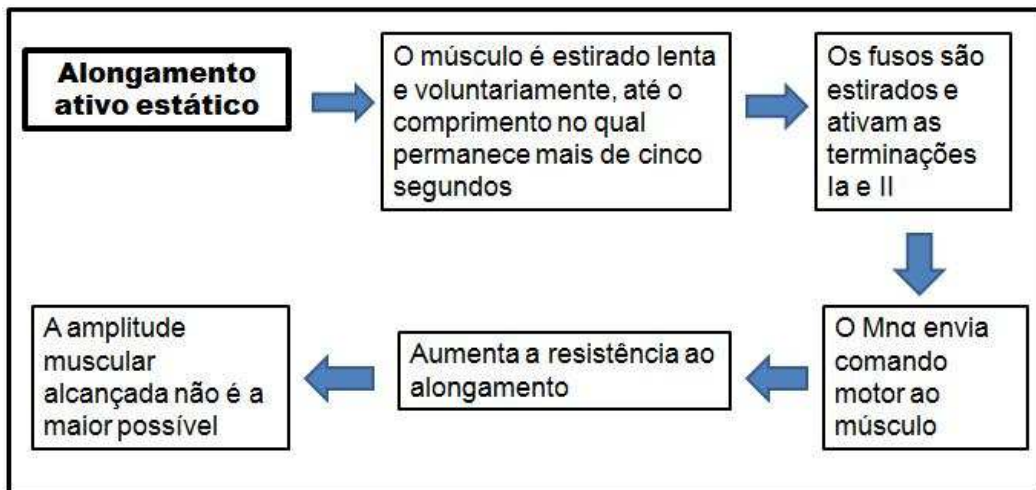 Alongamento
ativo estático
O músculo é estirado lenta
e voluntariamente, até o
comprimento no qual
permanece mais de cinco
segundos
Os fusos são
estirados e
ativam as
terminações
Ia e II
O Mnα envia
comando
motor ao
músculo
Aumenta a resistência ao
alongamento
A amplitude
muscular
alcançada não é a
maior possível